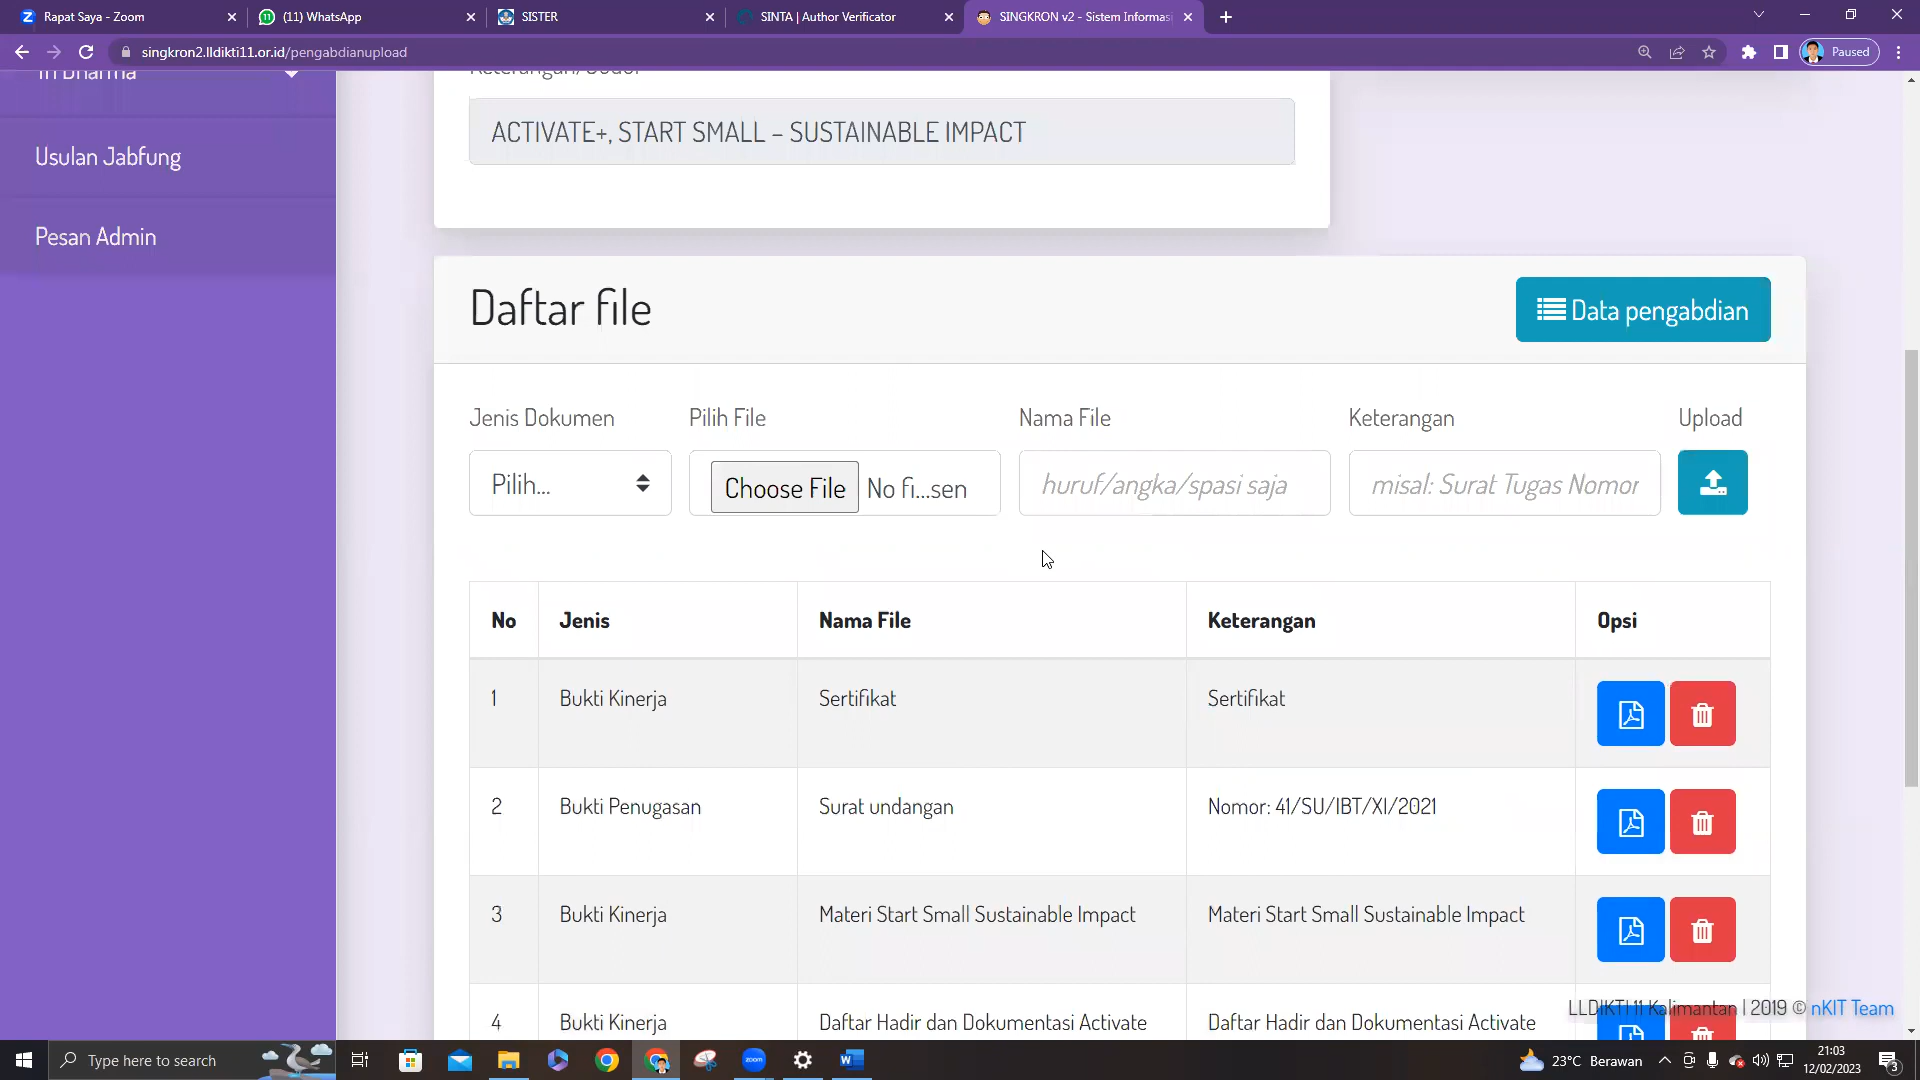 Rapat Saya - Zoom
(11) WhatsApp
SISTER
SINTA | Author Verificator
SINGKRON v2 - Sistem Informasi
singkron2.lldikti11.or.id/pengabdianupload
Paused
Tri Dharma
Usulan Jabfung
Pesan Admin
ACTIVATE+, START SMALL – SUSTAINABLE IMPACT
Daftar file
Data pengabdian
Jenis Dokumen Pilih File Nama File Keterangan Upload
Pilih... Choose File No fi...sen huruf/angka/spasi saja misal: Surat Tugas Nomor
No Jenis Nama File Keterangan Opsi
1 Bukti Kinerja Sertifikat Sertifikat
2 Bukti Penugasan Surat undangan Nomor: 41/SU/IBT/XI/2021
3 Bukti Kinerja Materi Start Small Sustainable Impact Materi Start Small Sustainable Impact
4 Bukti Kinerja Daftar Hadir dan Dokumentasi Activate Daftar Hadir dan Dokumentasi Activate
LLDIKTI 11 Kalimantan | 2019 © nKIT Team
Type here to search
zoom
23°C Berawan
21:03
12/02/2023
3